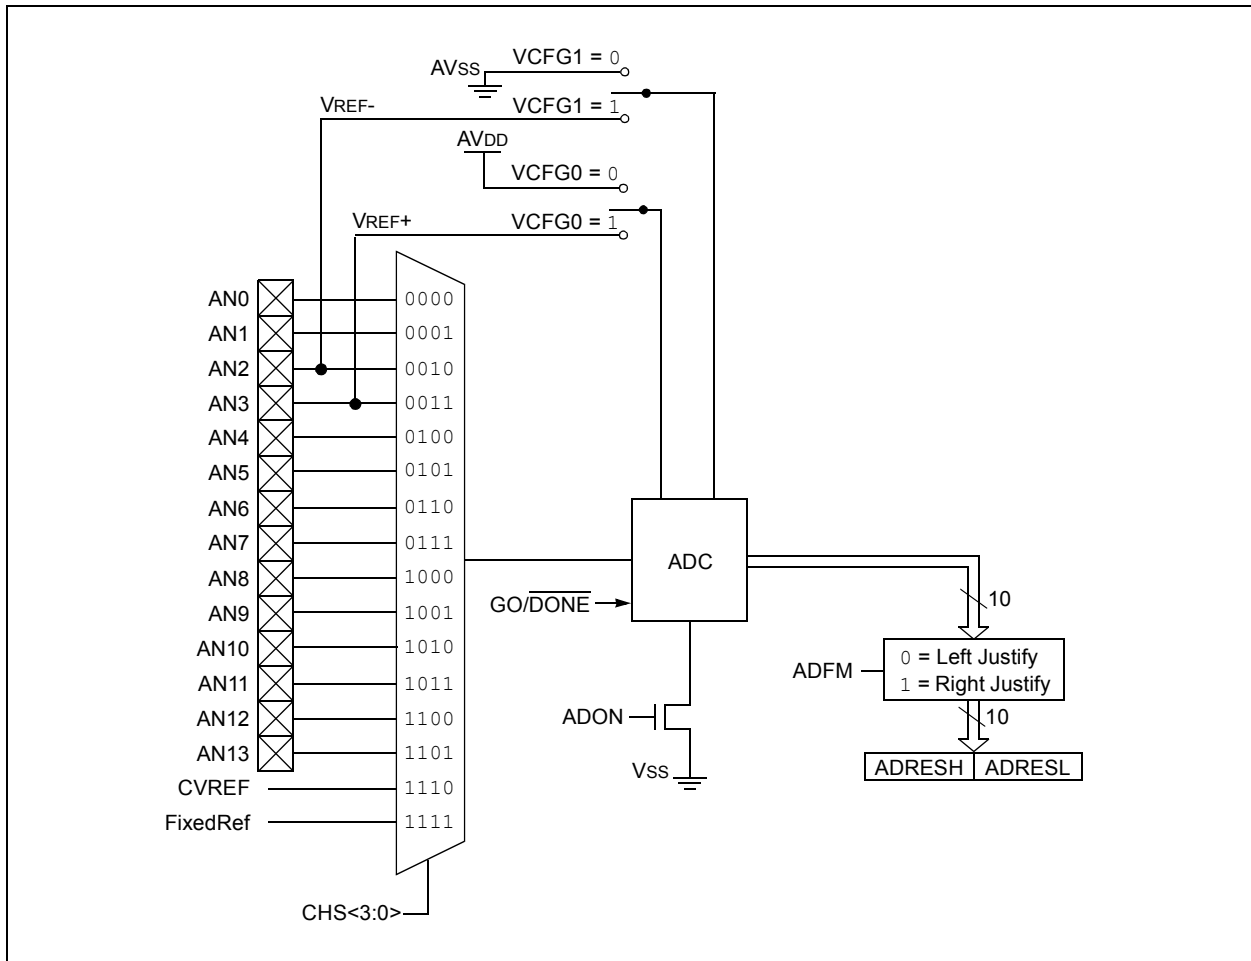 VCFG1 = 0
AVSS
VREF-
VCFG1 = 1
AVDD
VCFG0 = 0
VREF+
VCFG0 = 1
AN0 0000
AN1 0001
AN2 0010
AN3 0011
AN4 0100
AN5 0101
AN6 0110
AN7 0111
AN8 1000
AN9 1001
AN10 1010
AN11 1011
AN12 1100
AN13 1101
CVREF 1110
FixedRef 1111
CHS<3:0>
ADC
GO/DONE
10
ADFM
0 = Left Justify
1 = Right Justify
10
ADON
VSS
ADRESH ADRESL